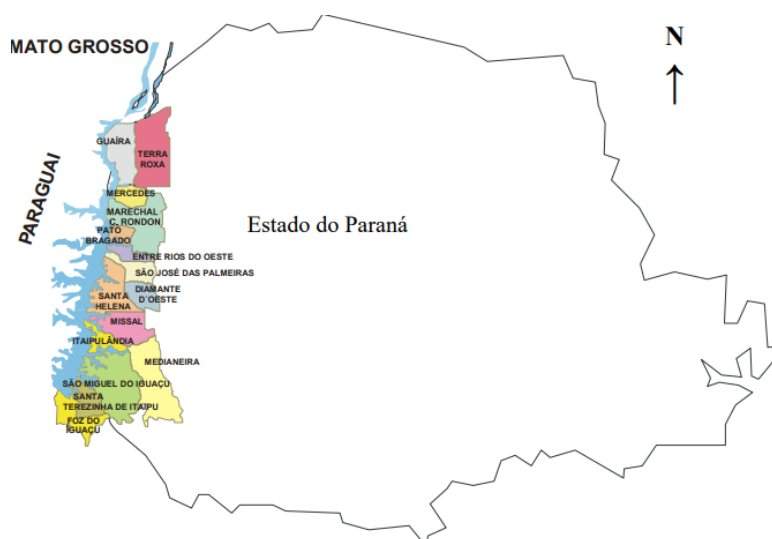 MATO GROSSO
N
GUAÍRA
TERRA
ROXA
PARAGUAI
MERCEDES
MARECHAL
C. RONDON
Estado do Paraná
PATO
BRAGADO
ENTRE RIOS DO OESTE
SÃO JOSÉ DAS PALMEIRAS
DIAMANTE
D´OESTE
SANTA
HELENA
MISSAL
ITAIPULÂNDIA
MEDIANEIRA
SÃO MIGUEL DO IGUAÇÙ
SANTA
TEREZINHA DE ITAIPU
FOZ DO
IGUAÇU